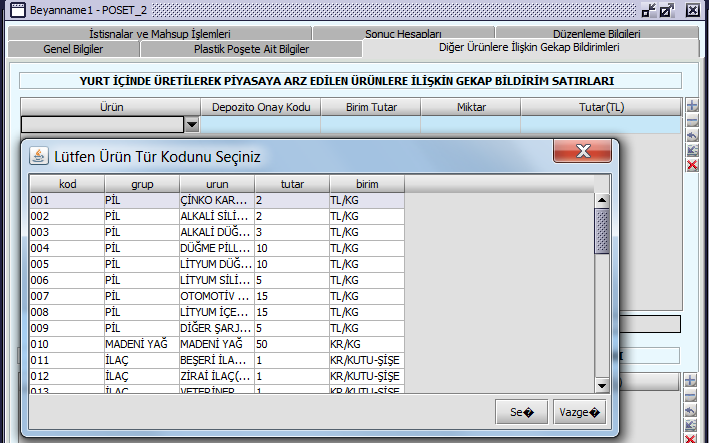 Beyanname1 - POSET_2
İstisnalar ve Mahsup İşlemleri Sonuç Hesapları Düzenleme Bilgileri
Genel Bilgiler Plastik Poşete Ait Bilgiler Diğer Ürünlere İlişkin Gekap Bildirimleri
YURT İÇİNDE ÜRETİLEREK PİYASAYA ARZ EDİLEN ÜRÜNLERE İLİŞKİN GEKAP BİLDİRİM SATIRLARI
Ürün Depozito Onay Kodu Birim Tutar Miktar Tutar(TL)
Lütfen Ürün Tür Kodunu Seçiniz
kod grup urun tutar birim
001 PİL ÇİNKO KAR... 2 TL/KG
002 PİL ALKALİ SİLİ... 2 TL/KG
003 PİL ALKALİ DÜĞ... 3 TL/KG
004 PİL DÜĞME PİLL... 10 TL/KG
005 PİL LİTYUM DÜĞ... 10 TL/KG
006 PİL LİTYUM SİLİ... 5 TL/KG
007 PİL OTOMOTİV ... 15 TL/KG
008 PİL LİTYUM İÇE... 15 TL/KG
009 PİL DİĞER ŞARJ... 5 TL/KG
010 MADENİ YAĞ MADENİ YAĞ 50 KR/KG
011 İLAÇ BEŞERİ İLA... 1 KR/KUTU-ŞİŞE
012 İLAÇ ZİRAİ İLAÇ(... 1 KR/KUTU-ŞİŞE
013 İLAÇ VETERİNER... 1 KR/KUTU-ŞİŞE
Se� Vazge�